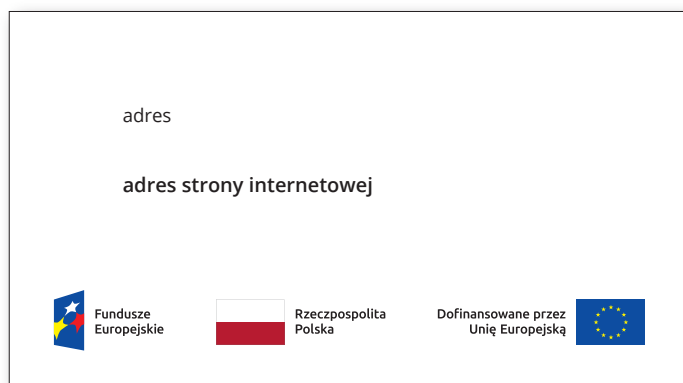 adres
adres strony internetowej
Fundusze
Europejskie
Rzeczpospolita
Polska
Dofinansowane przez
Unię Europejską